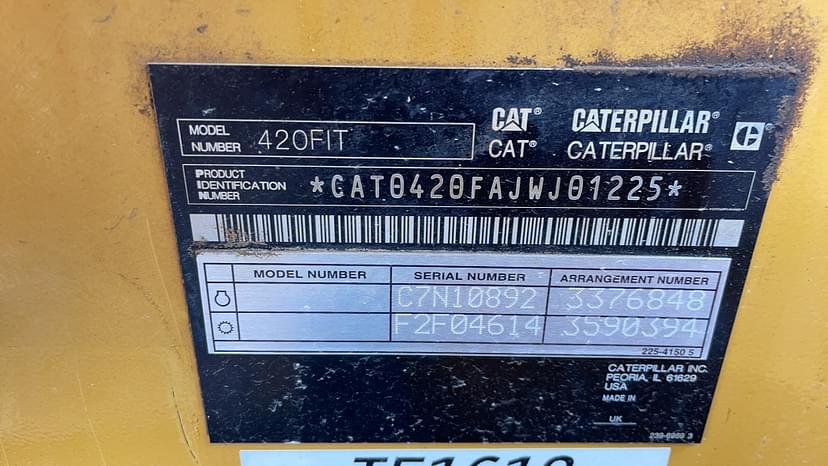 MODEL NUMBER 420FIT
CAT® CATERPILLAR®
CAT® CATERPILLAR®
PRODUCT IDENTIFICATION NUMBER *CAT0420FAJWJ01225*
MODEL NUMBER SERIAL NUMBER ARRANGEMENT NUMBER
C7N10892 3376848
F2F04614 3590394
225-4150 5
CATERPILLAR INC.
PEORIA, IL 61629
USA
MADE IN
UK